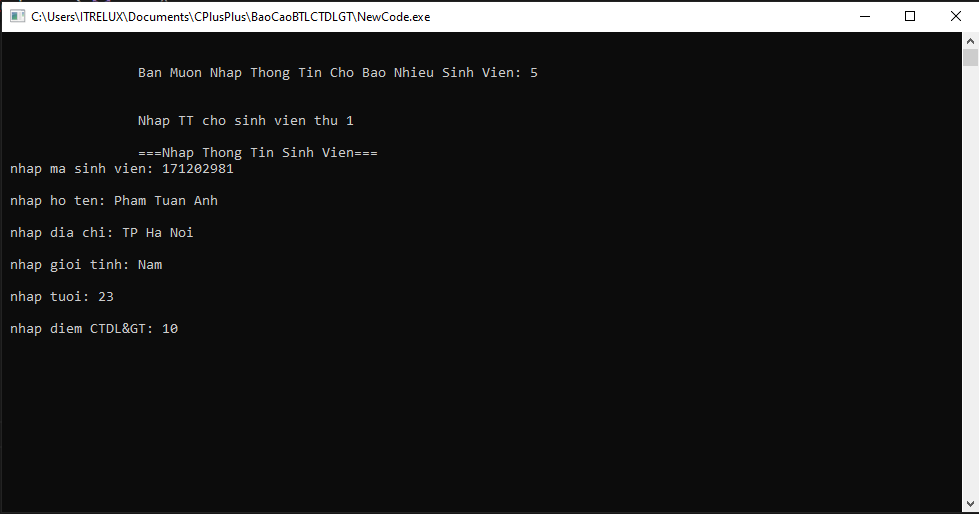 C:\Users\ITRELUX\Documents\CPlusPlus\BaoCaoBTLCTDLGT\NewCode.exe
Ban Muon Nhap Thong Tin Cho Bao Nhieu Sinh Vien: 5
Nhap TT cho sinh vien thu 1
===Nhap Thong Tin Sinh Vien===
nhap ma sinh vien: 171202981
nhap ho ten: Pham Tuan Anh
nhap dia chi: TP Ha Noi
nhap gioi tinh: Nam
nhap tuoi: 23
nhap diem CTDL&GT: 10